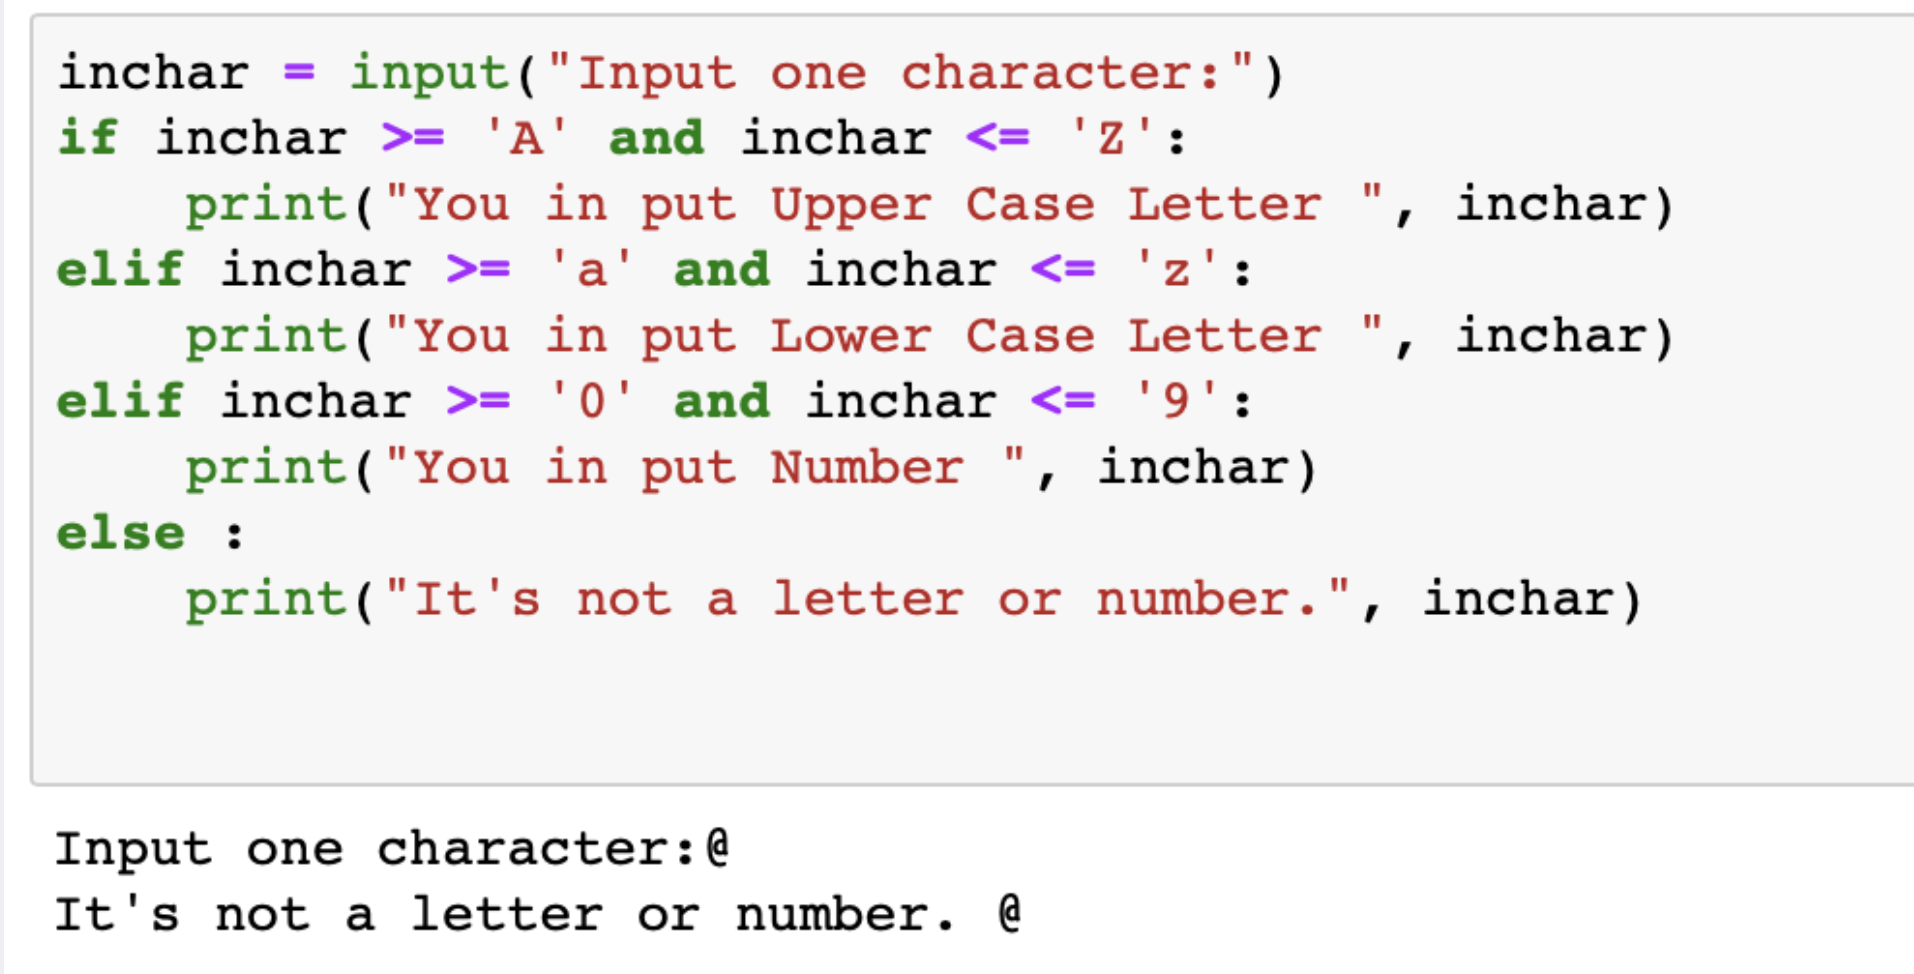 inchar = input("Input one character:")
if inchar >= 'A' and inchar <= 'Z':
    print("You in put Upper Case Letter ", inchar)
elif inchar >= 'a' and inchar <= 'z':
    print("You in put Lower Case Letter ", inchar)
elif inchar >= '0' and inchar <= '9':
    print("You in put Number ", inchar)
else :
    print("It's not a letter or number.", inchar)
Input one character:@
It's not a letter or number. @